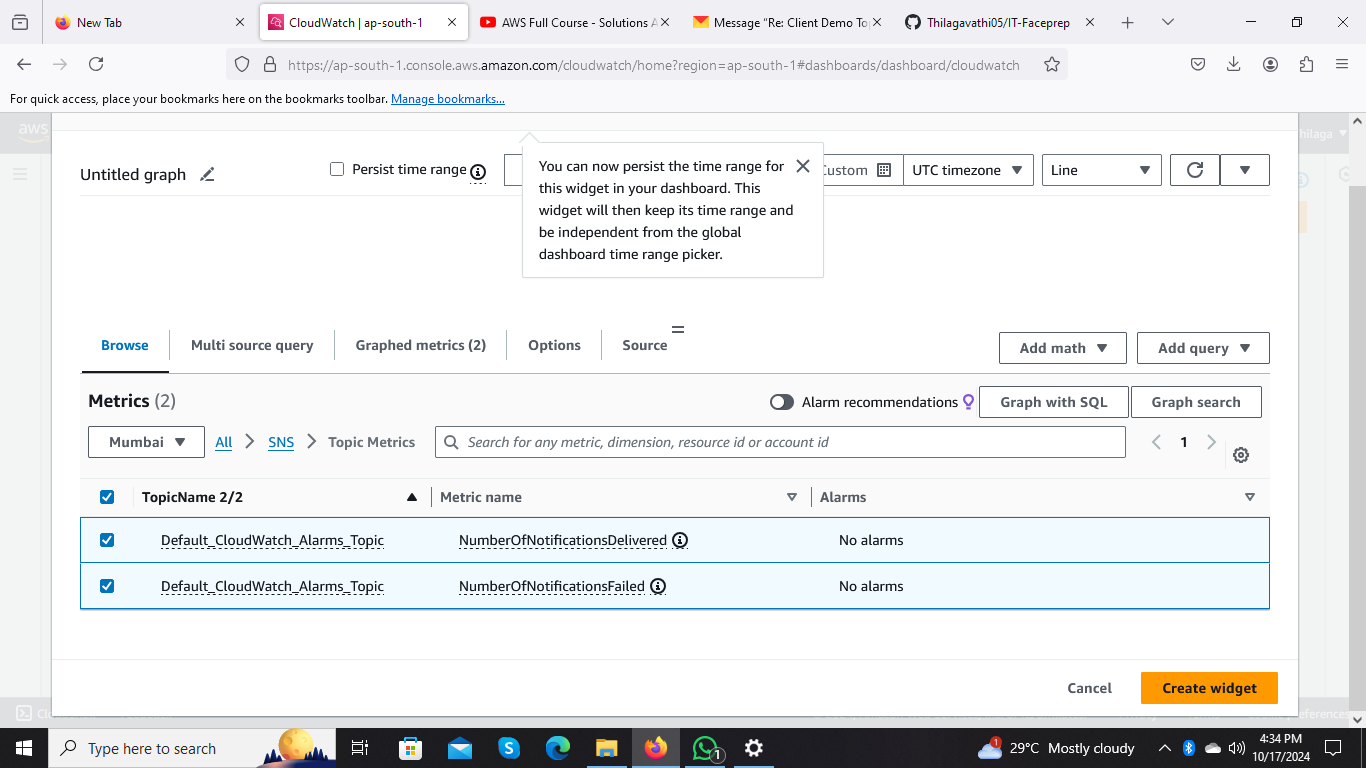 New Tab
CloudWatch | ap-south-1
AWS Full Course - Solutions A
Message "Re: Client Demo To
Thilagavathi05/IT-Faceprep
https://ap-south-1.console.aws.amazon.com/cloudwatch/home?region=ap-south-1#dashboards/dashboard/cloudwatch
For quick access, place your bookmarks here on the bookmarks toolbar. Manage bookmarks...
aws
hilaga
Untitled graph
Persist time range
You can now persist the time range for
this widget in your dashboard. This
widget will then keep its time range and
be independent from the global
dashboard time range picker.
Custom
UTC timezone
Line
Browse
Multi source query
Graphed metrics (2)
Options
Source
Add math
Add query
Metrics (2)
Alarm recommendations
Graph with SQL
Graph search
Mumbai
All
SNS
Topic Metrics
Search for any metric, dimension, resource id or account id
1
TopicName 2/2
Metric name
Alarms
Default_CloudWatch_Alarms_Topic
NumberOfNotificationsDelivered
No alarms
Default_CloudWatch_Alarms_Topic
NumberOfNotificationsFailed
No alarms
Cancel
Create widget
Type here to search
1
29°C Mostly cloudy
4:34 PM
10/17/2024